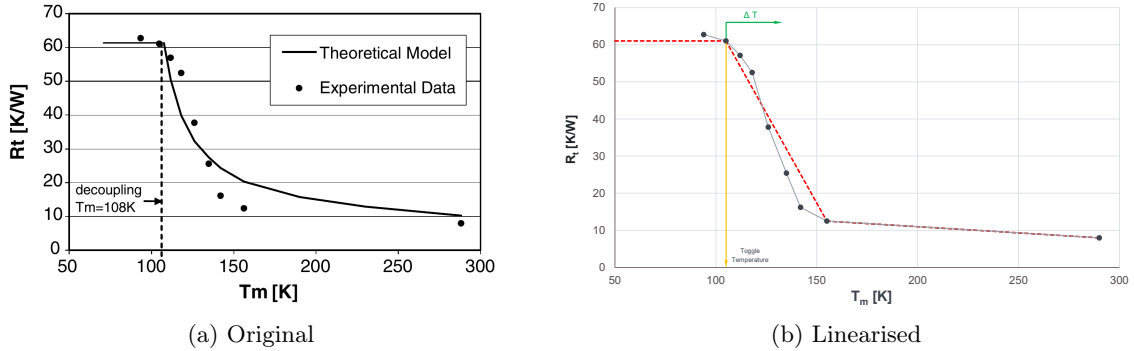 70
60
50
40
30
20
10
0
Rt [K/W]
Theoretical Model
Experimental Data
decoupling
Tm=108K
50 100 150 200 250 300
Tm [K]
(a) Original
70
60
50
40
30
20
10
0
R_t [K/W]
Δ T
Toggle
Temperature
50 100 150 200 250 300
T_m [K]
(b) Linearised